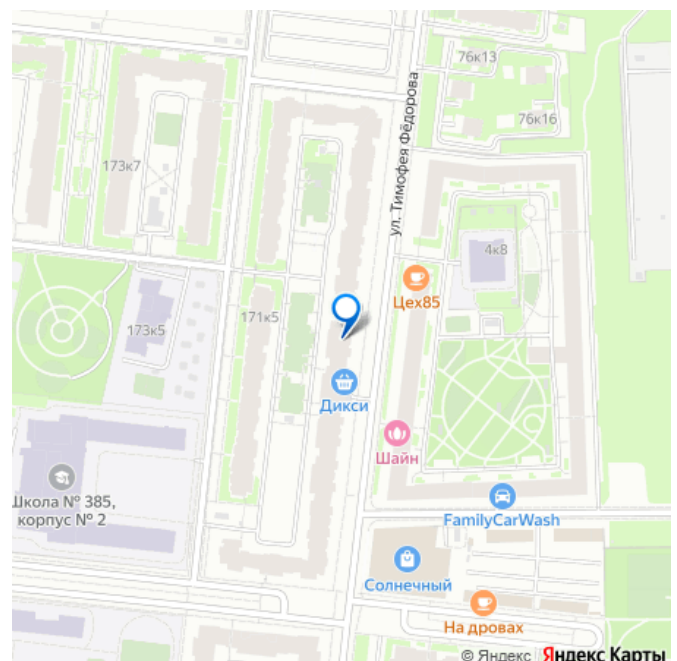 76к13
76к16
173к7
ул. Тимофея Фёдорова
4к8
Цех85
171к5
173к5
Дикси
Шайн
Школа № 385,
корпус № 2
FamilyCarWash
Солнечный
На дровах
© Яндекс Яндекс Карты